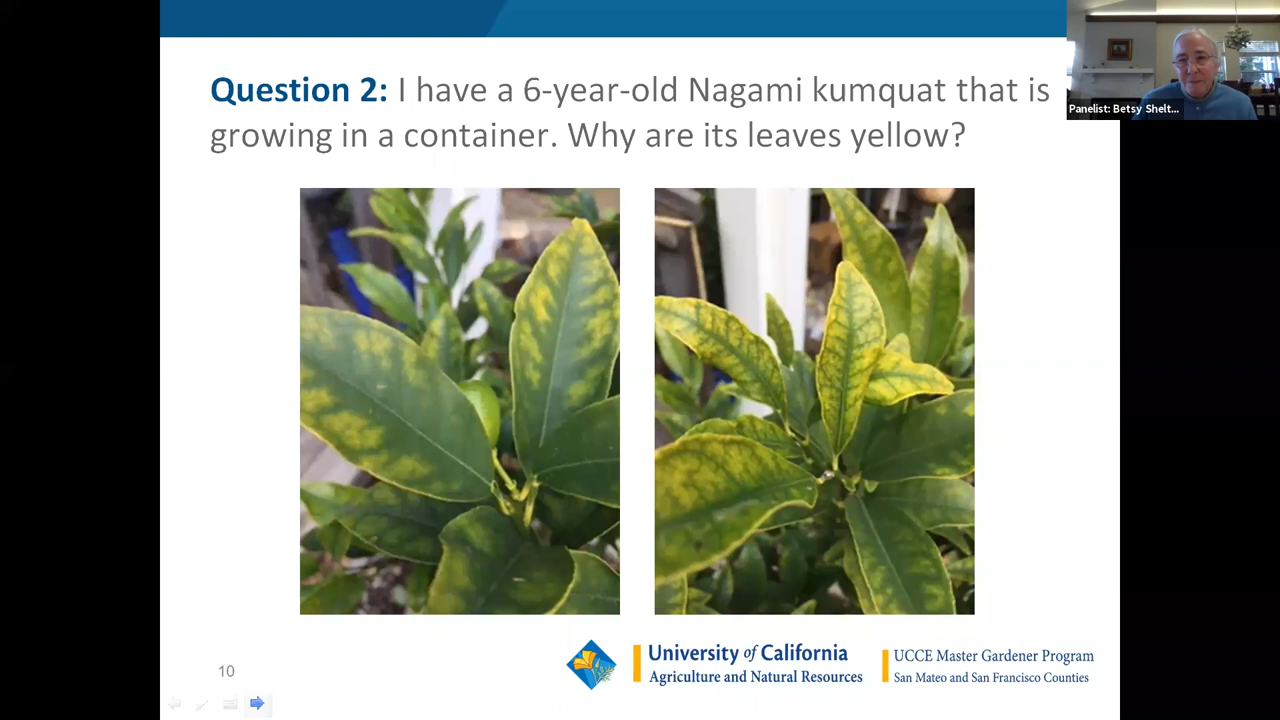 Question 2: I have a 6-year-old Nagami kumquat that is
growing in a container. Why are its leaves yellow?
Panelist: Betsy Shelt...
University of California
Agriculture and Natural Resources
UCCE Master Gardener Program
San Mateo and San Francisco Counties
10